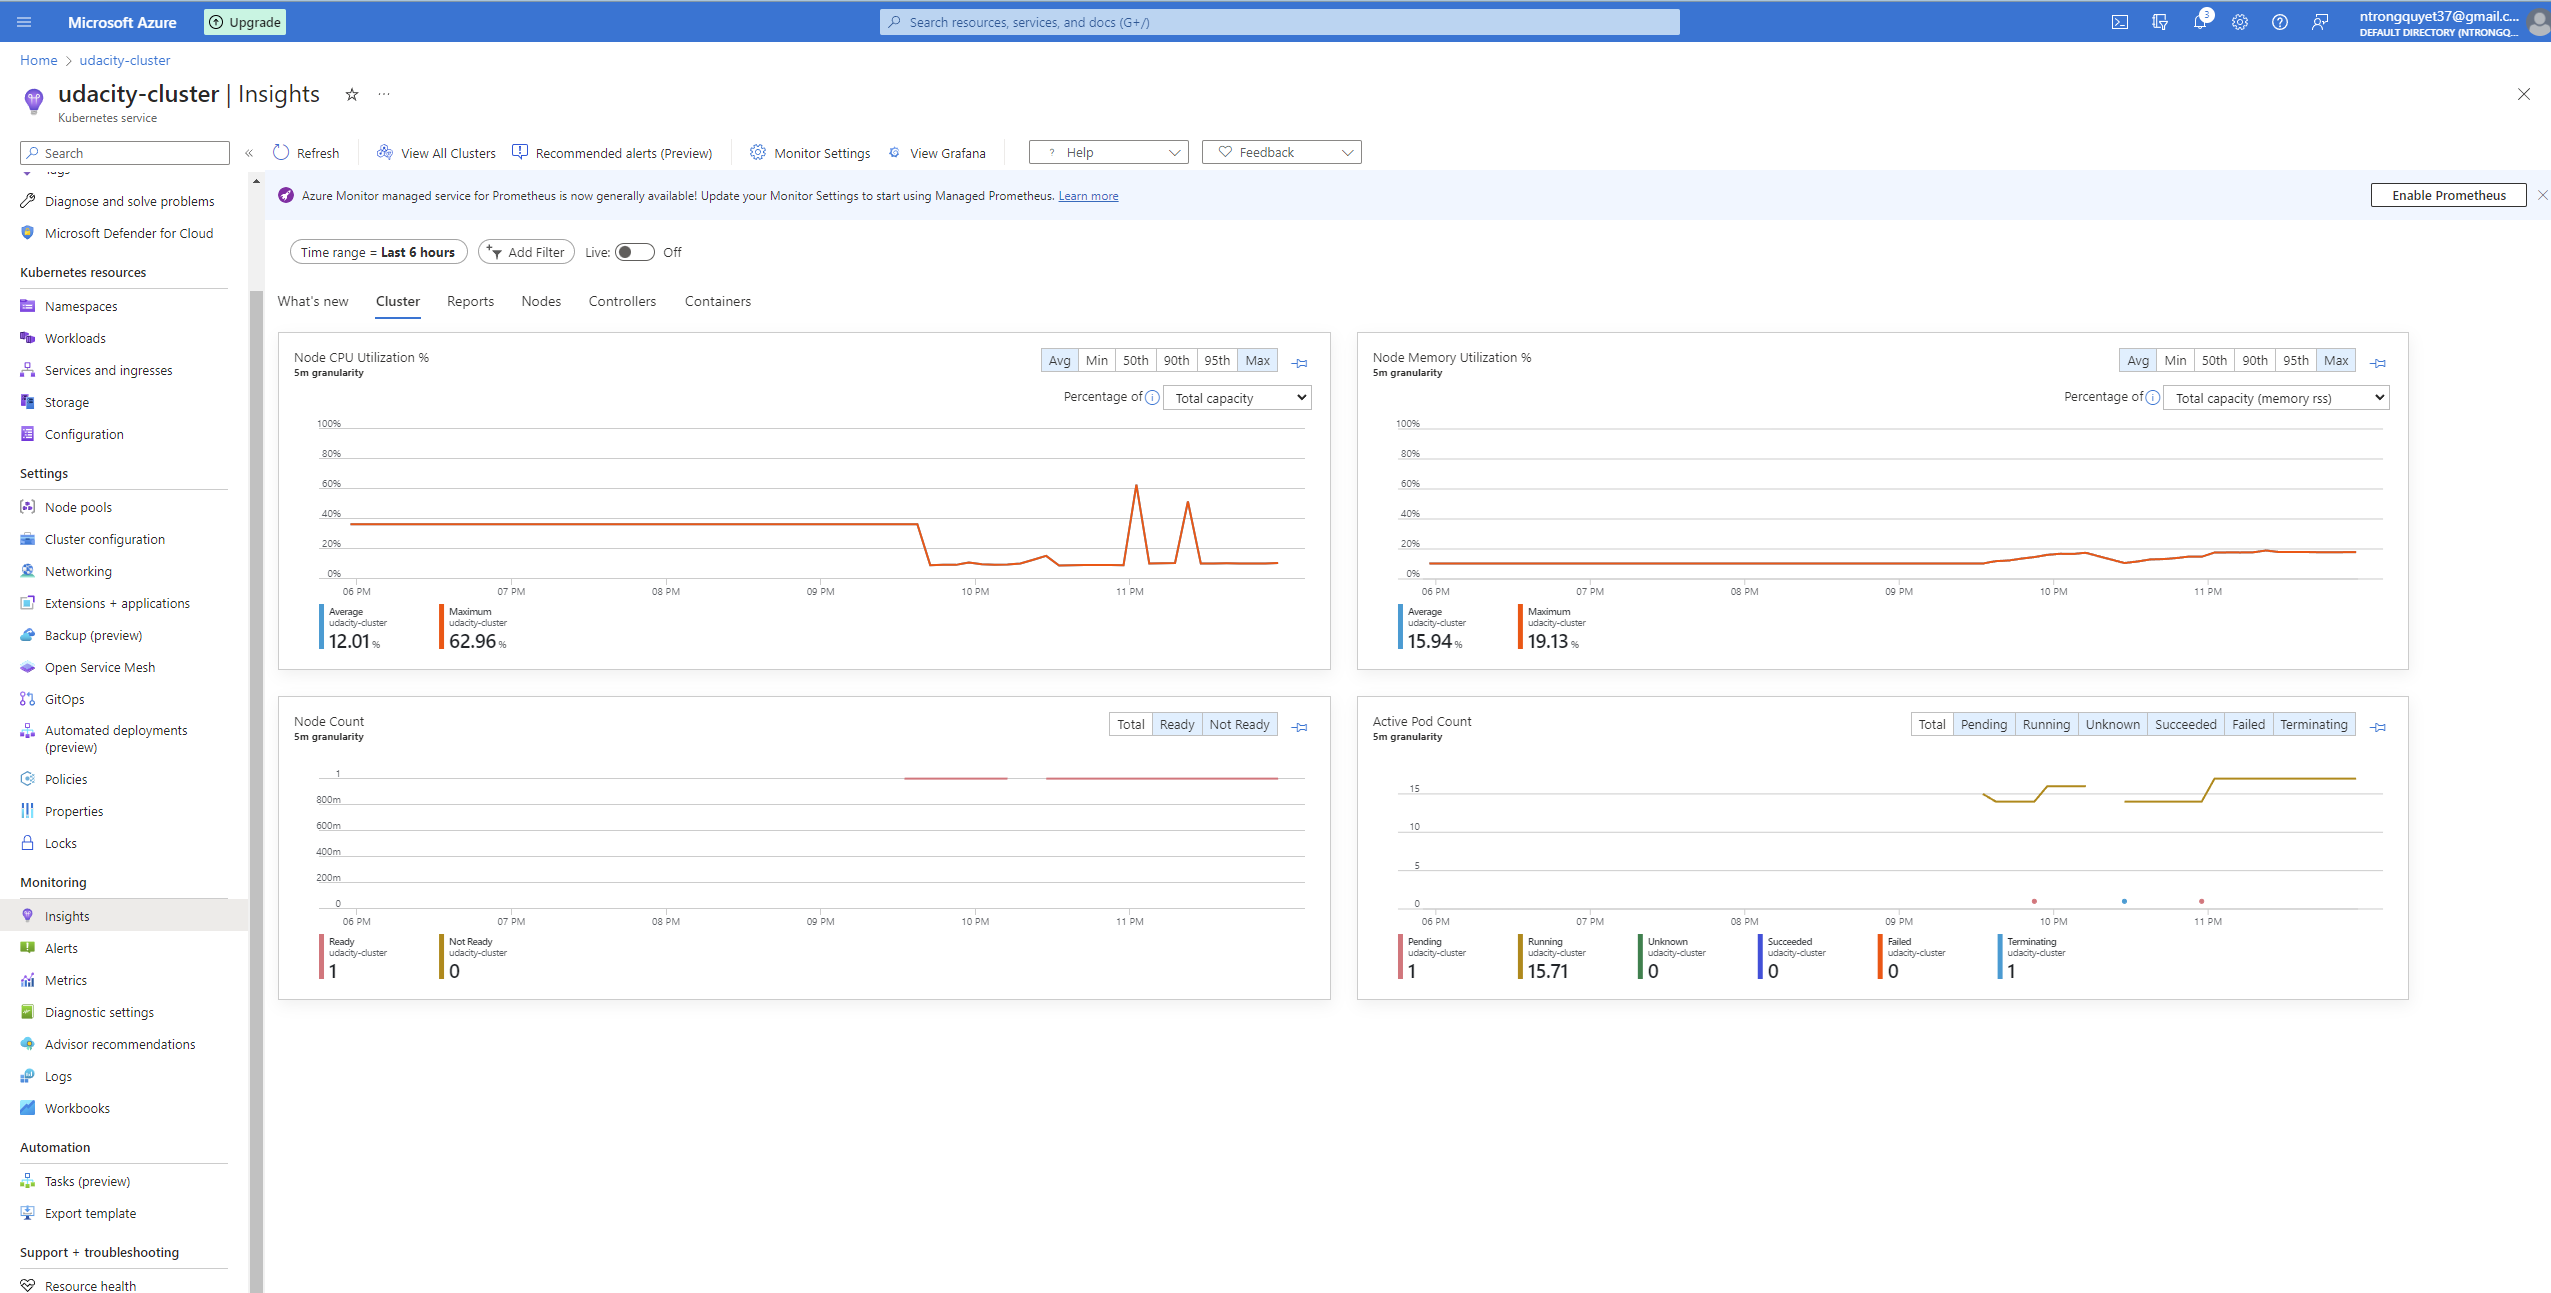 Microsoft Azure
Upgrade
Search resources, services, and docs (G+/)
3
ntrongquyet37@gmail.c...
DEFAULT DIRECTORY (NTRONGQ...
Home > udacity-cluster
udacity-cluster | Insights
Kubernetes service
Search
Refresh
View All Clusters
Recommended alerts (Preview)
Monitor Settings
View Grafana
? Help
Feedback
Tags
Diagnose and solve problems
Microsoft Defender for Cloud
Kubernetes resources
Namespaces
Workloads
Services and ingresses
Storage
Configuration
Settings
Node pools
Cluster configuration
Networking
Extensions + applications
Backup (preview)
Open Service Mesh
GitOps
Automated deployments
(preview)
Policies
Properties
Locks
Monitoring
Insights
Alerts
Metrics
Diagnostic settings
Advisor recommendations
Logs
Workbooks
Automation
Tasks (preview)
Export template
Support + troubleshooting
Resource health
Azure Monitor managed service for Prometheus is now generally available! Update your Monitor Settings to start using Managed Prometheus. Learn more
Enable Prometheus
Time range = Last 6 hours
Add Filter
Live: Off
What's new
Cluster
Reports
Nodes
Controllers
Containers
Node CPU Utilization %
5m granularity
Avg Min 50th 90th 95th Max
Percentage of Total capacity
100%
80%
60%
40%
20%
0%
06 PM 07 PM 08 PM 09 PM 10 PM 11 PM
Average
udacity-cluster
12.01 %
Maximum
udacity-cluster
62.96 %
Node Memory Utilization %
5m granularity
Avg Min 50th 90th 95th Max
Percentage of Total capacity (memory rss)
100%
80%
60%
40%
20%
0%
06 PM 07 PM 08 PM 09 PM 10 PM 11 PM
Average
udacity-cluster
15.94 %
Maximum
udacity-cluster
19.13 %
Node Count
5m granularity
Total Ready Not Ready
1
800m
600m
400m
200m
0
06 PM 07 PM 08 PM 09 PM 10 PM 11 PM
Ready
udacity-cluster
1
Not Ready
udacity-cluster
0
Active Pod Count
5m granularity
Total Pending Running Unknown Succeeded Failed Terminating
15
10
5
0
06 PM 07 PM 08 PM 09 PM 10 PM 11 PM
Pending
udacity-cluster
1
Running
udacity-cluster
15.71
Unknown
udacity-cluster
0
Succeeded
udacity-cluster
0
Failed
udacity-cluster
0
Terminating
udacity-cluster
1